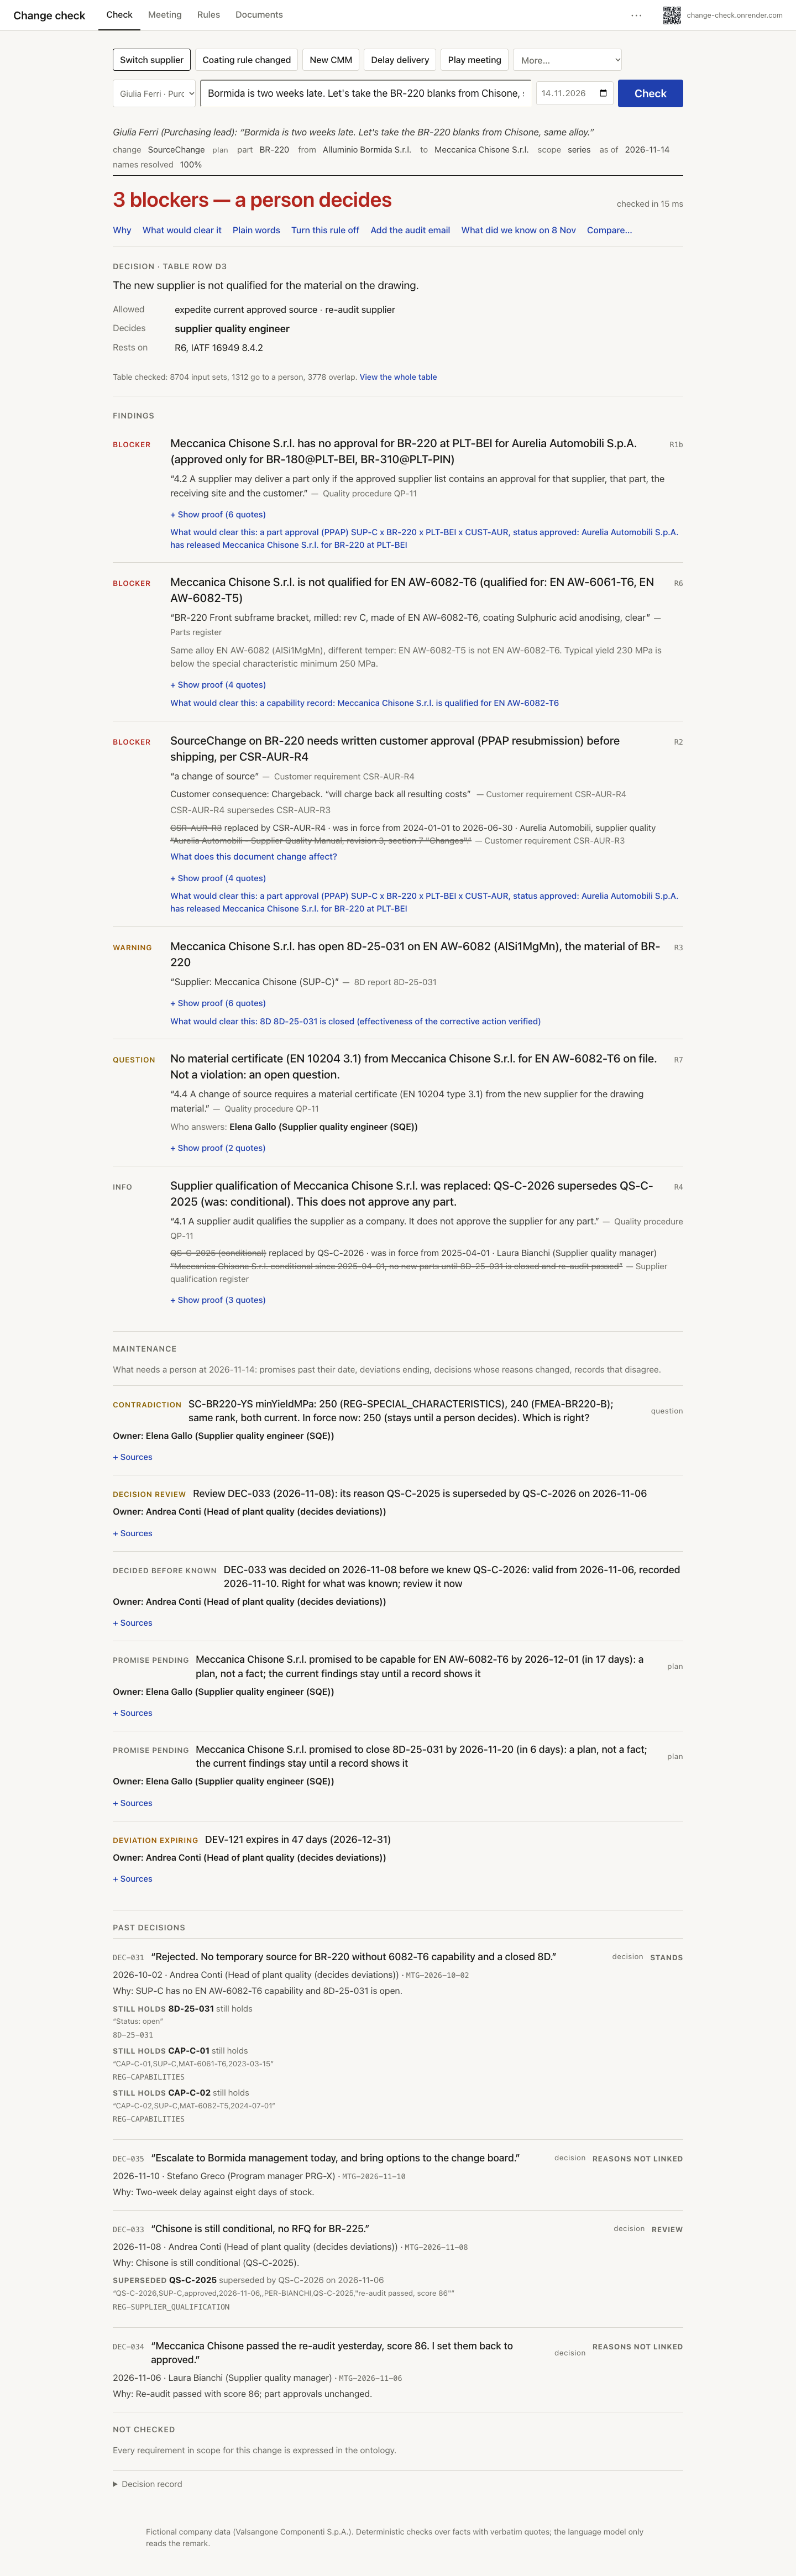 Change check Check Meeting Rules Documents ··· change-check.onrender.com
Switch supplier Coating rule changed New CMM Delay delivery Play meeting More...
Giulia Ferri · Purc Bormida is two weeks late. Let's take the BR-220 blanks from Chisone, s 14.11.2026 Check
Giulia Ferri (Purchasing lead): “Bormida is two weeks late. Let's take the BR-220 blanks from Chisone, same alloy.”
change SourceChange plan part BR-220 from Alluminio Bormida S.r.l. to Meccanica Chisone S.r.l. scope series as of 2026-11-14
names resolved 100%
3 blockers — a person decides checked in 15 ms
Why What would clear it Plain words Turn this rule off Add the audit email What did we know on 8 Nov Compare...
DECISION · TABLE ROW D3
The new supplier is not qualified for the material on the drawing.
Allowed expedite current approved source · re-audit supplier
Decides supplier quality engineer
Rests on R6, IATF 16949 8.4.2
Table checked: 8704 input sets, 1312 go to a person, 3778 overlap. View the whole table
FINDINGS
BLOCKER Meccanica Chisone S.r.l. has no approval for BR-220 at PLT-BEI for Aurelia Automobili S.p.A. R1b
(approved only for BR-180@PLT-BEI, BR-310@PLT-PIN)
“4.2 A supplier may deliver a part only if the approved supplier list contains an approval for that supplier, that part, the
receiving site and the customer.” — Quality procedure QP-11
+ Show proof (6 quotes)
What would clear this: a part approval (PPAP) SUP-C x BR-220 x PLT-BEI x CUST-AUR, status approved: Aurelia Automobili S.p.A.
has released Meccanica Chisone S.r.l. for BR-220 at PLT-BEI
BLOCKER Meccanica Chisone S.r.l. is not qualified for EN AW-6082-T6 (qualified for: EN AW-6061-T6, EN R6
AW-6082-T5)
“BR-220 Front subframe bracket, milled: rev C, made of EN AW-6082-T6, coating Sulphuric acid anodising, clear” —
Parts register
Same alloy EN AW-6082 (AlSi1MgMn), different temper: EN AW-6082-T5 is not EN AW-6082-T6. Typical yield 230 MPa is
below the special characteristic minimum 250 MPa.
+ Show proof (4 quotes)
What would clear this: a capability record: Meccanica Chisone S.r.l. is qualified for EN AW-6082-T6
BLOCKER SourceChange on BR-220 needs written customer approval (PPAP resubmission) before R2
shipping, per CSR-AUR-R4
“a change of source” — Customer requirement CSR-AUR-R4
Customer consequence: Chargeback. “will charge back all resulting costs” — Customer requirement CSR-AUR-R4
CSR-AUR-R4 supersedes CSR-AUR-R3
CSR-AUR-R3 replaced by CSR-AUR-R4 · was in force from 2024-01-01 to 2026-06-30 · Aurelia Automobili, supplier quality
“Aurelia Automobili - Supplier Quality Manual, revision 3, section 7 "Changes"” — Customer requirement CSR-AUR-R3
What does this document change affect?
+ Show proof (4 quotes)
What would clear this: a part approval (PPAP) SUP-C x BR-220 x PLT-BEI x CUST-AUR, status approved: Aurelia Automobili S.p.A.
has released Meccanica Chisone S.r.l. for BR-220 at PLT-BEI
WARNING Meccanica Chisone S.r.l. has open 8D-25-031 on EN AW-6082 (AlSi1MgMn), the material of BR- R3
220
“Supplier: Meccanica Chisone (SUP-C)” — 8D report 8D-25-031
+ Show proof (6 quotes)
What would clear this: 8D 8D-25-031 is closed (effectiveness of the corrective action verified)
QUESTION No material certificate (EN 10204 3.1) from Meccanica Chisone S.r.l. for EN AW-6082-T6 on file. R7
Not a violation: an open question.
“4.4 A change of source requires a material certificate (EN 10204 type 3.1) from the new supplier for the drawing
material.” — Quality procedure QP-11
Who answers: Elena Gallo (Supplier quality engineer (SQE))
+ Show proof (2 quotes)
INFO Supplier qualification of Meccanica Chisone S.r.l. was replaced: QS-C-2026 supersedes QS-C- R4
2025 (was: conditional). This does not approve any part.
“4.1 A supplier audit qualifies the supplier as a company. It does not approve the supplier for any part.” — Quality procedure
QP-11
QS-C-2025 (conditional) replaced by QS-C-2026 · was in force from 2025-04-01 · Laura Bianchi (Supplier quality manager)
“Meccanica Chisone S.r.l. conditional since 2025-04-01, no new parts until 8D-25-031 is closed and re-audit passed” — Supplier
qualification register
+ Show proof (3 quotes)
MAINTENANCE
What needs a person at 2026-11-14: promises past their date, deviations ending, decisions whose reasons changed, records that disagree.
CONTRADICTION SC-BR220-YS minYieldMPa: 250 (REG-SPECIAL_CHARACTERISTICS), 240 (FMEA-BR220-B); question
same rank, both current. In force now: 250 (stays until a person decides). Which is right?
Owner: Elena Gallo (Supplier quality engineer (SQE))
+ Sources
DECISION REVIEW Review DEC-033 (2026-11-08): its reason QS-C-2025 is superseded by QS-C-2026 on 2026-11-06
Owner: Andrea Conti (Head of plant quality (decides deviations))
+ Sources
DECIDED BEFORE KNOWN DEC-033 was decided on 2026-11-08 before we knew QS-C-2026: valid from 2026-11-06, recorded
2026-11-10. Right for what was known; review it now
Owner: Andrea Conti (Head of plant quality (decides deviations))
+ Sources
PROMISE PENDING Meccanica Chisone S.r.l. promised to be capable for EN AW-6082-T6 by 2026-12-01 (in 17 days): a plan
plan, not a fact; the current findings stay until a record shows it
Owner: Elena Gallo (Supplier quality engineer (SQE))
+ Sources
PROMISE PENDING Meccanica Chisone S.r.l. promised to close 8D-25-031 by 2026-11-20 (in 6 days): a plan, not a fact; plan
the current findings stay until a record shows it
Owner: Elena Gallo (Supplier quality engineer (SQE))
+ Sources
DEVIATION EXPIRING DEV-121 expires in 47 days (2026-12-31)
Owner: Andrea Conti (Head of plant quality (decides deviations))
+ Sources
PAST DECISIONS
DEC-031 “Rejected. No temporary source for BR-220 without 6082-T6 capability and a closed 8D.” decision STANDS
2026-10-02 · Andrea Conti (Head of plant quality (decides deviations)) · MTG-2026-10-02
Why: SUP-C has no EN AW-6082-T6 capability and 8D-25-031 is open.
STILL HOLDS 8D-25-031 still holds
“Status: open”
8D-25-031
STILL HOLDS CAP-C-01 still holds
“CAP-C-01,SUP-C,MAT-6061-T6,2023-03-15”
REG-CAPABILITIES
STILL HOLDS CAP-C-02 still holds
“CAP-C-02,SUP-C,MAT-6082-T5,2024-07-01”
REG-CAPABILITIES
DEC-035 “Escalate to Bormida management today, and bring options to the change board.” decision REASONS NOT LINKED
2026-11-10 · Stefano Greco (Program manager PRG-X) · MTG-2026-11-10
Why: Two-week delay against eight days of stock.
DEC-033 “Chisone is still conditional, no RFQ for BR-225.” decision REVIEW
2026-11-08 · Andrea Conti (Head of plant quality (decides deviations)) · MTG-2026-11-08
Why: Chisone is still conditional (QS-C-2025).
SUPERSEDED QS-C-2025 superseded by QS-C-2026 on 2026-11-06
“QS-C-2026,SUP-C,approved,2026-11-06,,PER-BIANCHI,QS-C-2025,"re-audit passed, score 86"”
REG-SUPPLIER_QUALIFICATION
DEC-034 “Meccanica Chisone passed the re-audit yesterday, score 86. I set them back to decision REASONS NOT LINKED
approved.”
2026-11-06 · Laura Bianchi (Supplier quality manager) · MTG-2026-11-06
Why: Re-audit passed with score 86; part approvals unchanged.
NOT CHECKED
Every requirement in scope for this change is expressed in the ontology.
Decision record
Fictional company data (Valsangone Componenti S.p.A.). Deterministic checks over facts with verbatim quotes; the language model only
reads the remark.